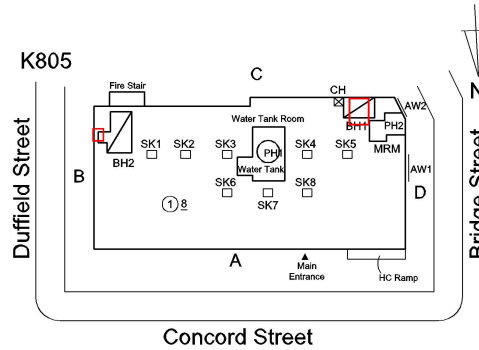 K805
C
Fire Stair
CH
N
AW2
Water Tank Room
BH1
PH2
SK1
SK2
SK3
PH1
SK4
SK5
MRM
BH2
Water Tank
AW1
B
D
SK6
SK7
SK8
1 8
A
Main
Entrance
HC Ramp
Duffield Street
Bridge Street
Concord Street